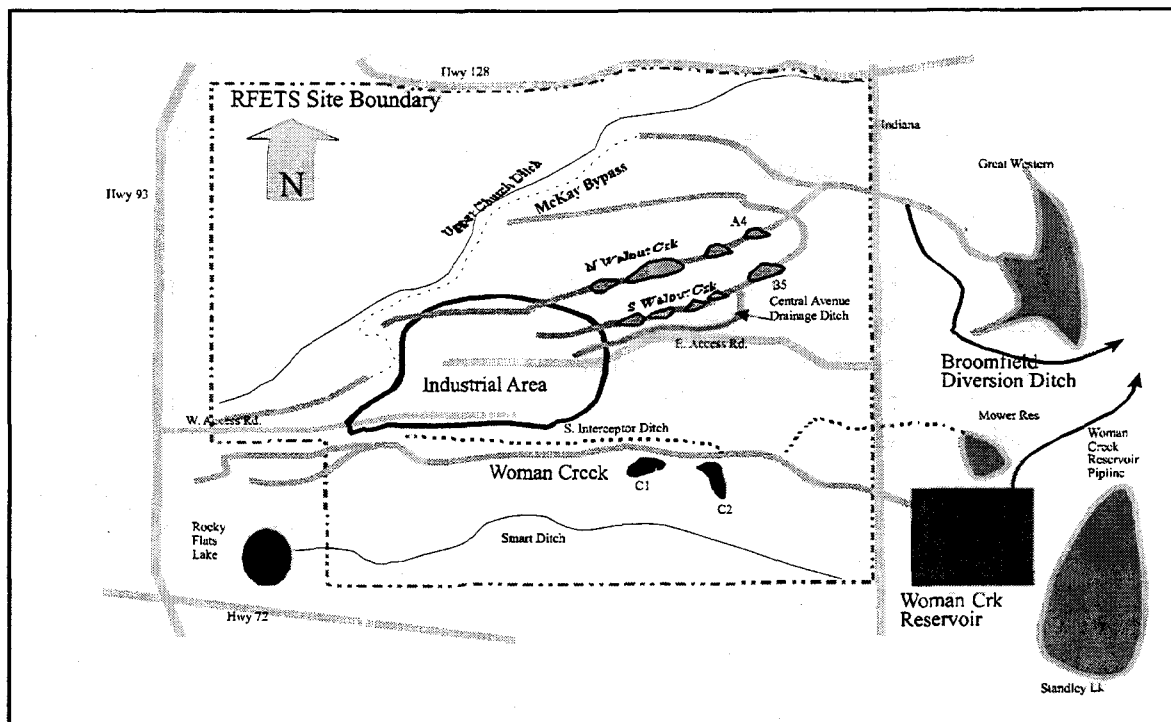 Hwy 128
RFETS Site Boundary
N
Hwy 93
Indiana
Great Western
Upper Church Ditch
McKay Bypass
A4
N Walnut Crk
B5
S Walnut Crk
Central Avenue
Drainage Ditch
E. Access Rd.
Industrial Area
Broomfield
Diversion Ditch
W. Access Rd.
S. Interceptor Ditch
Mower Res
Woman Creek
Woman
Creek
Reservoir
Pipline
C1
C2
Rocky
Flats
Lake
Smart Ditch
Woman Crk
Reservoir
Hwy 72
Standley Lk